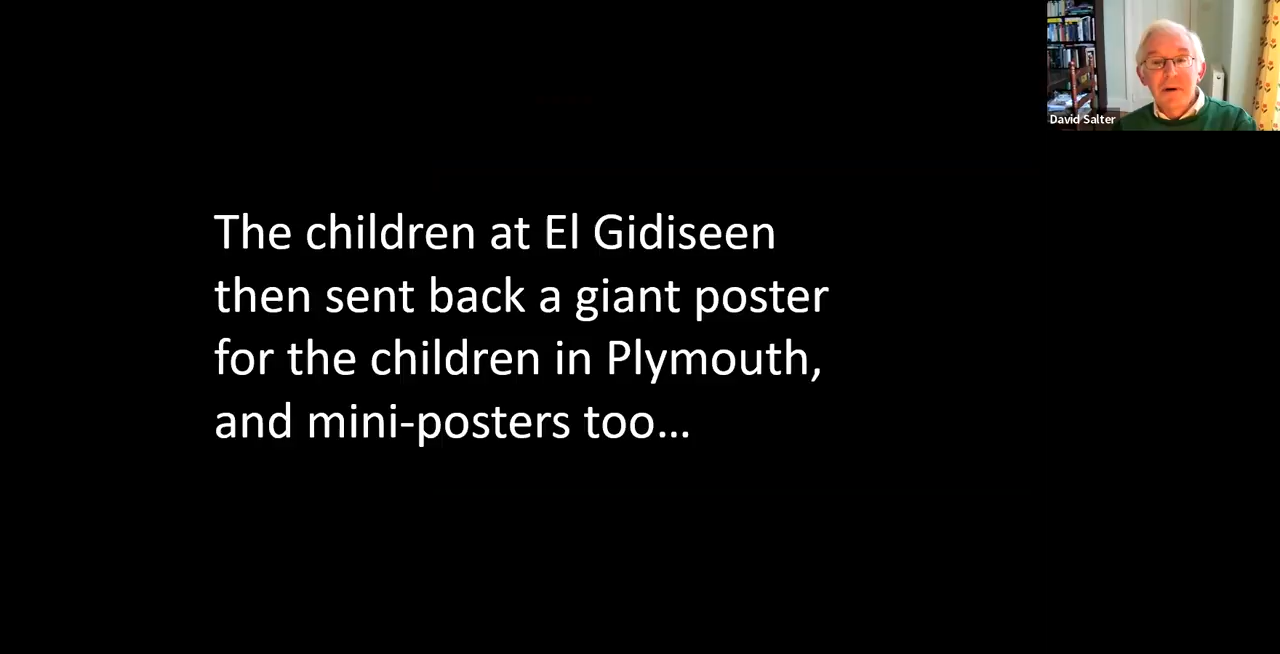 David Salter
The children at El Gidiseen
then sent back a giant poster
for the children in Plymouth,
and mini-posters too…